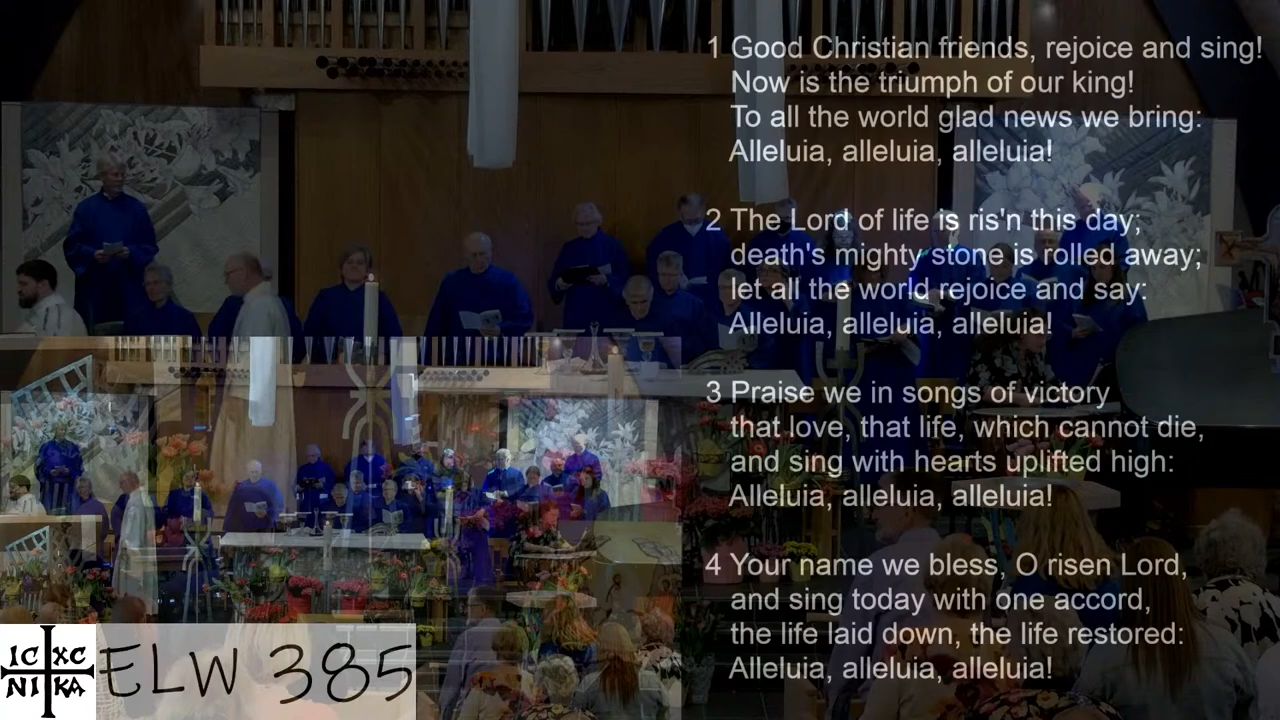 1 Good Christian friends, rejoice and sing!
Now is the triumph of our king!
To all the world glad news we bring:
Alleluia, alleluia, alleluia!
2 The Lord of life is ris'n this day;
death's mighty stone is rolled away;
let all the world rejoice and say:
Alleluia, alleluia, alleluia!
3 Praise we in songs of victory
that love, that life, which cannot die,
and sing with hearts uplifted high:
Alleluia, alleluia, alleluia!
4 Your name we bless, O risen Lord,
and sing today with one accord,
the life laid down, the life restored:
Alleluia, alleluia, alleluia!
IC XC
NI KA
ELW 385